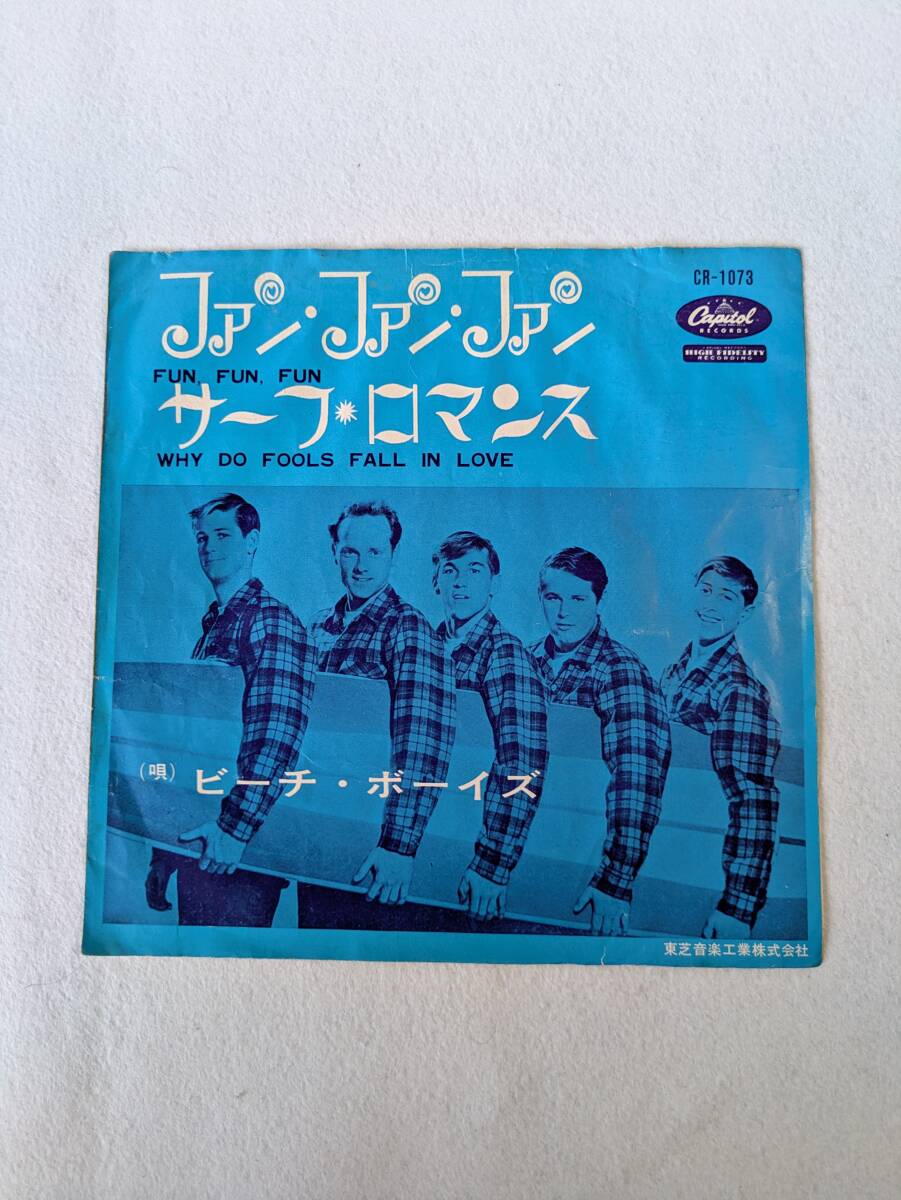 ファン・ファン・ファン
FUN, FUN, FUN
サーフ*ロマンス
WHY DO FOOLS FALL IN LOVE
CR-1073
Capitol
RECORDS
HIGH FIDELITY
RECORDING
(唄) ビーチ・ボーイズ
東芝音楽工業株式会社